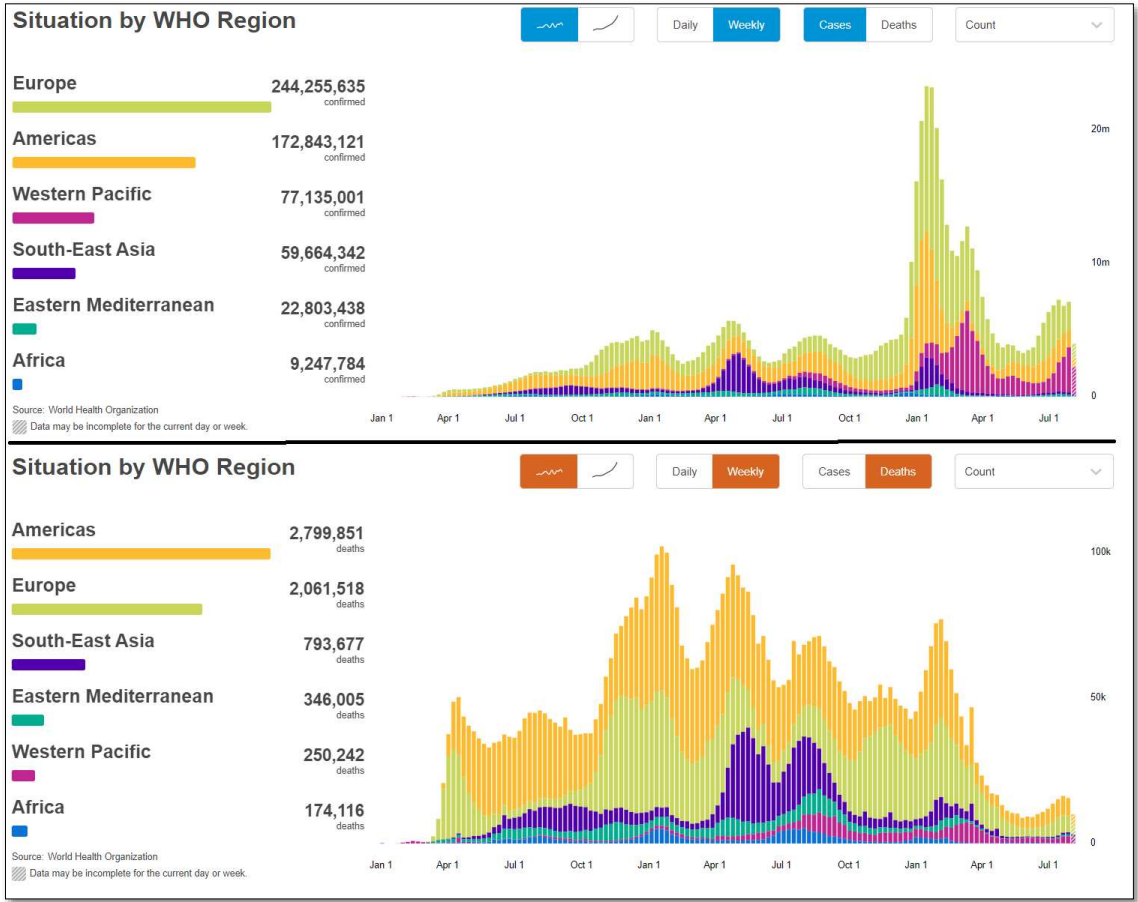 Situation by WHO Region
Daily Weekly Cases Deaths Count
Europe 244,255,635
confirmed
Americas 172,843,121
confirmed
Western Pacific 77,135,001
confirmed
South-East Asia 59,664,342
confirmed
Eastern Mediterranean 22,803,438
confirmed
Africa 9,247,784
confirmed
Source: World Health Organization
Data may be incomplete for the current day or week.
20m
10m
0
Jan 1 Apr 1 Jul 1 Oct 1 Jan 1 Apr 1 Jul 1 Oct 1 Jan 1 Apr 1 Jul 1
Situation by WHO Region
Daily Weekly Cases Deaths Count
Americas 2,799,851
deaths
Europe 2,061,518
deaths
South-East Asia 793,677
deaths
Eastern Mediterranean 346,005
deaths
Western Pacific 250,242
deaths
Africa 174,116
deaths
Source: World Health Organization
Data may be incomplete for the current day or week.
100k
50k
0
Jan 1 Apr 1 Jul 1 Oct 1 Jan 1 Apr 1 Jul 1 Oct 1 Jan 1 Apr 1 Jul 1